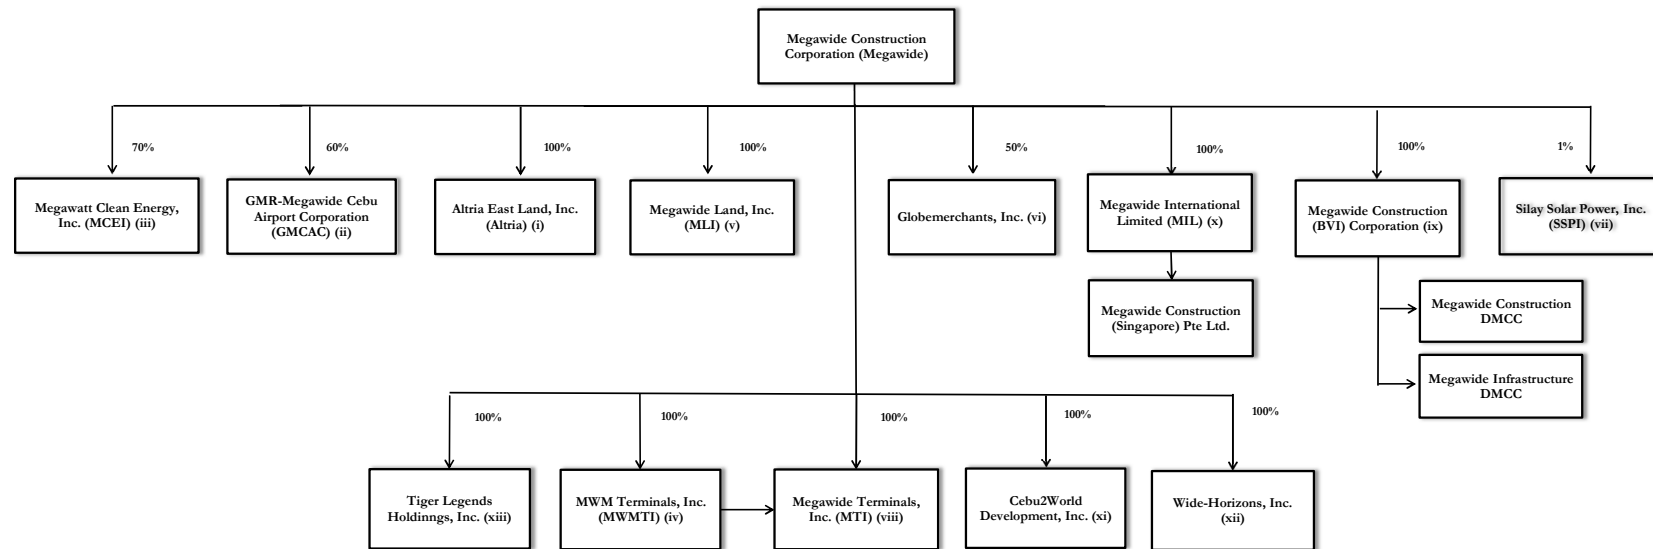 Megawide Construction
Corporation (Megawide)
70%
60%
100%
100%
50%
100%
100%
1%
Megawatt Clean Energy,
Inc. (MCEI) (iii)
GMR-Megawide Cebu
Airport Corporation
(GMCAC) (ii)
Altria East Land, Inc.
(Altria) (i)
Megawide Land, Inc.
(MLI) (v)
Globemerchants, Inc. (vi)
Megawide International
Limited (MIL) (x)
Megawide Construction
(BVI) Corporation (ix)
Silay Solar Power, Inc.
(SSPI) (vii)
Megawide Construction
(Singapore) Pte Ltd.
Megawide Construction
DMCC
Megawide Infrastructure
DMCC
100%
100%
100%
100%
100%
Tiger Legends
Holdinngs, Inc. (xiii)
MWM Terminals, Inc.
(MWMTI) (iv)
Megawide Terminals,
Inc. (MTI) (viii)
Cebu2World
Development, Inc. (xi)
Wide-Horizons, Inc.
(xii)